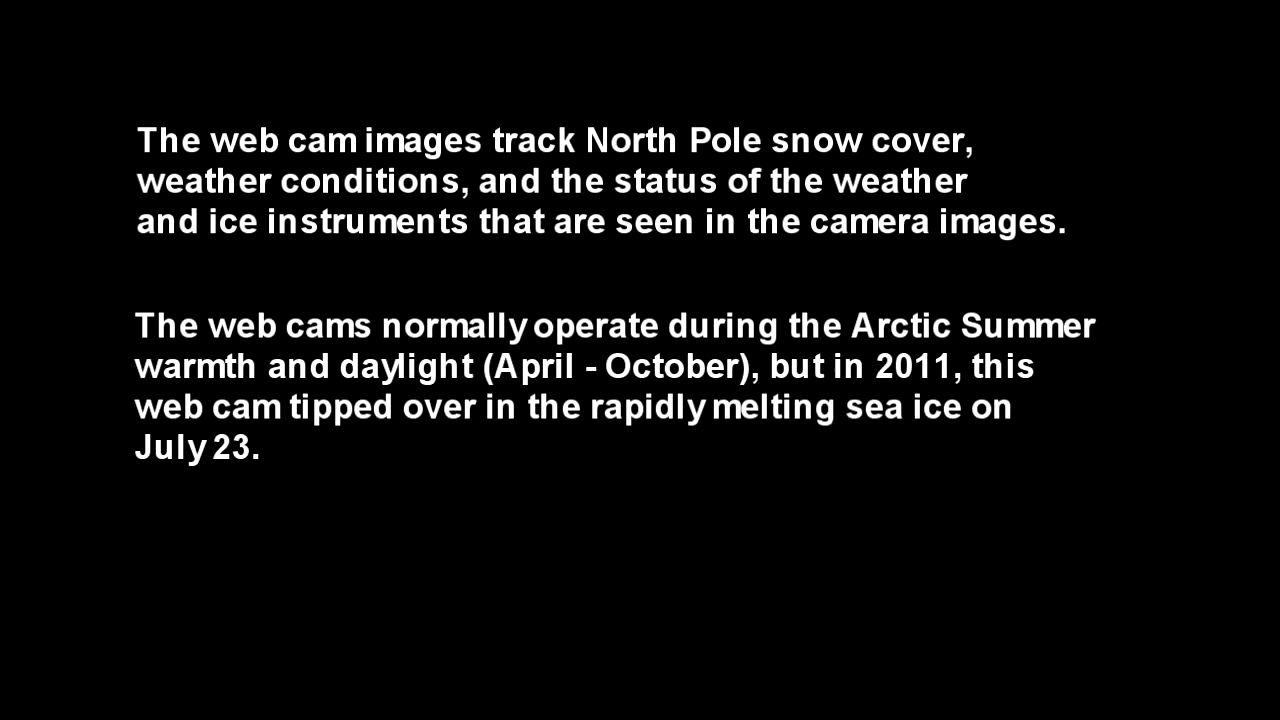 The web cam images track North Pole snow cover,
weather conditions, and the status of the weather
and ice instruments that are seen in the camera images.
The web cams normally operate during the Arctic Summer
warmth and daylight (April - October), but in 2011, this
web cam tipped over in the rapidly melting sea ice on
July 23.